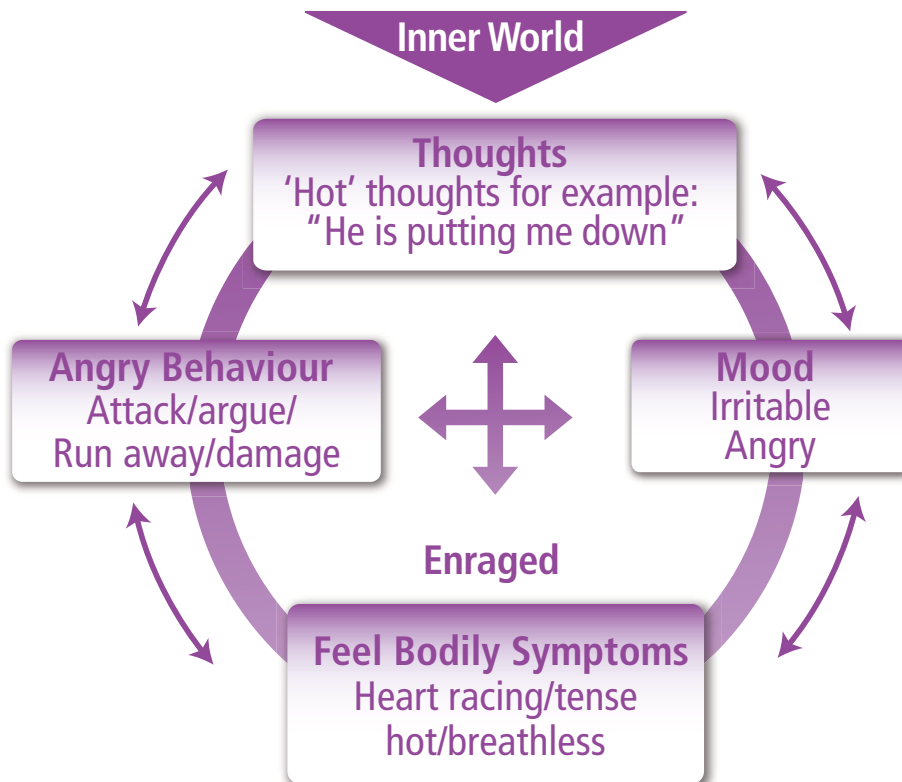 Inner World
Thoughts
‘Hot’ thoughts for example:
“He is putting me down”
Angry Behaviour
Attack/argue/
Run away/damage
Mood
Irritable
Angry
Enraged
Feel Bodily Symptoms
Heart racing/tense
hot/breathless